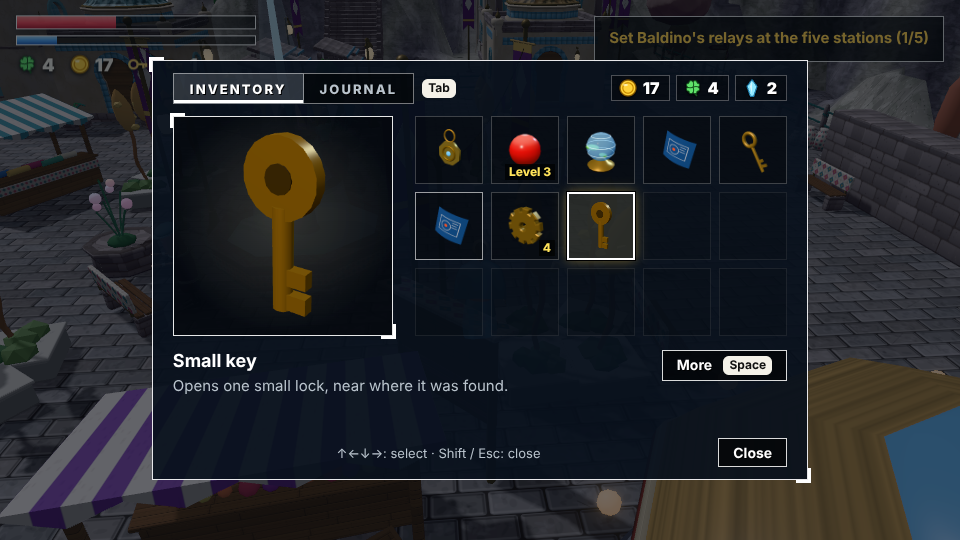 Set Baldino's relays at the five stations (1/5)
4 17
INVENTORY JOURNAL Tab 17 4 2
Level 3
4
Small key
Opens one small lock, near where it was found.
More Space
↑←↓→: select · Shift / Esc: close
Close